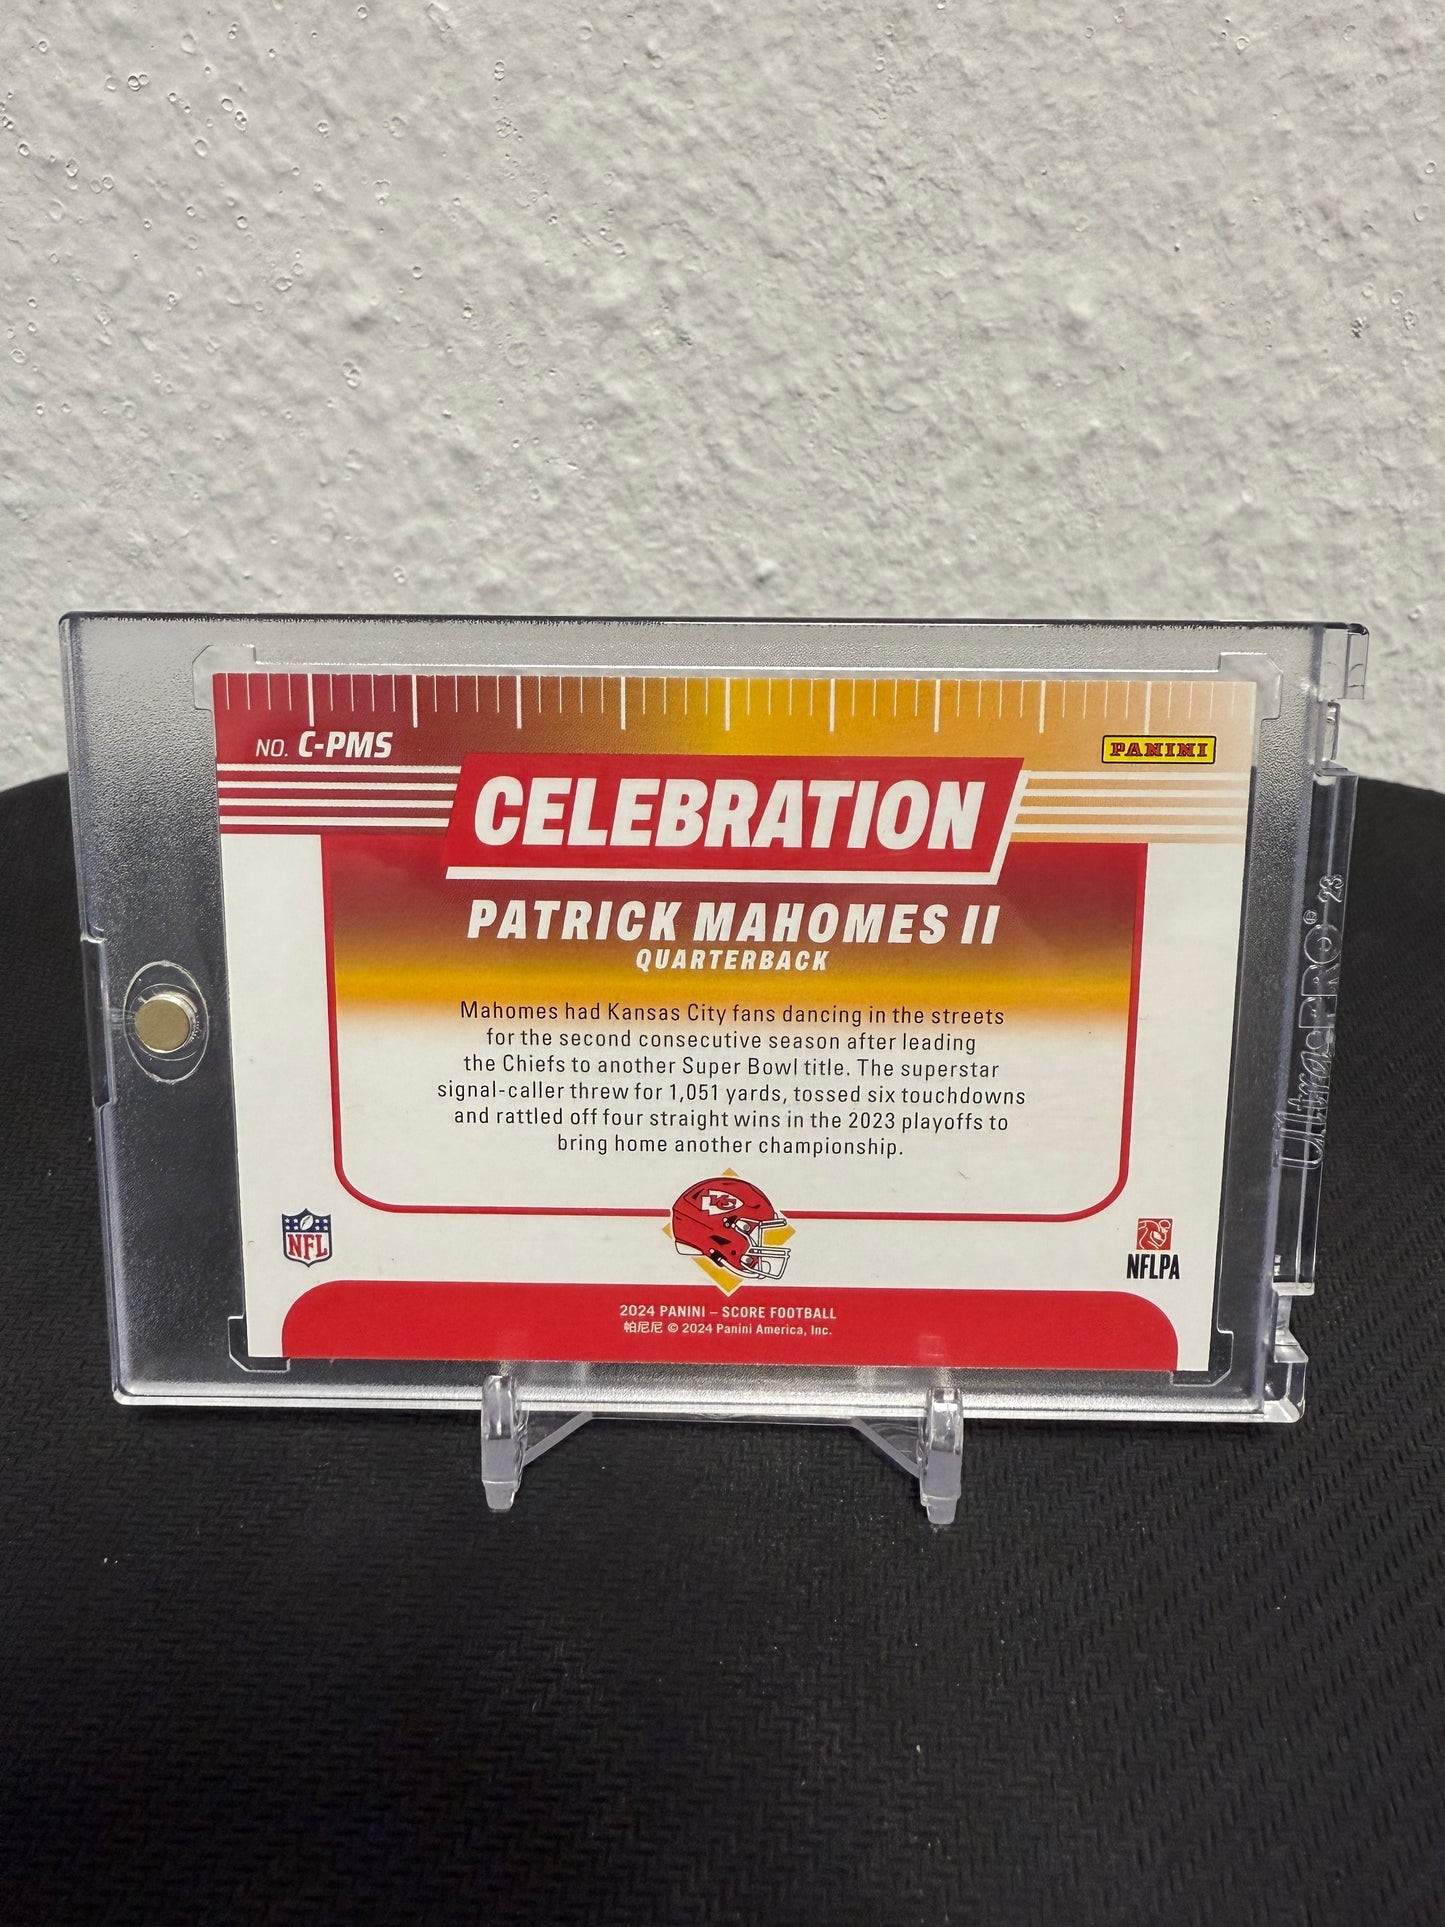 NO. C-PMS
PANINI
CELEBRATION
PATRICK MAHOMES II
QUARTERBACK
Mahomes had Kansas City fans dancing in the streets
for the second consecutive season after leading
the Chiefs to another Super Bowl title. The superstar
signal-caller threw for 1,051 yards, tossed six touchdowns
and rattled off four straight wins in the 2023 playoffs to
bring home another championship.
KC
NFL
NFLPA
2024 PANINI – SCORE FOOTBALL
帕尼尼 © 2024 Panini America, Inc.